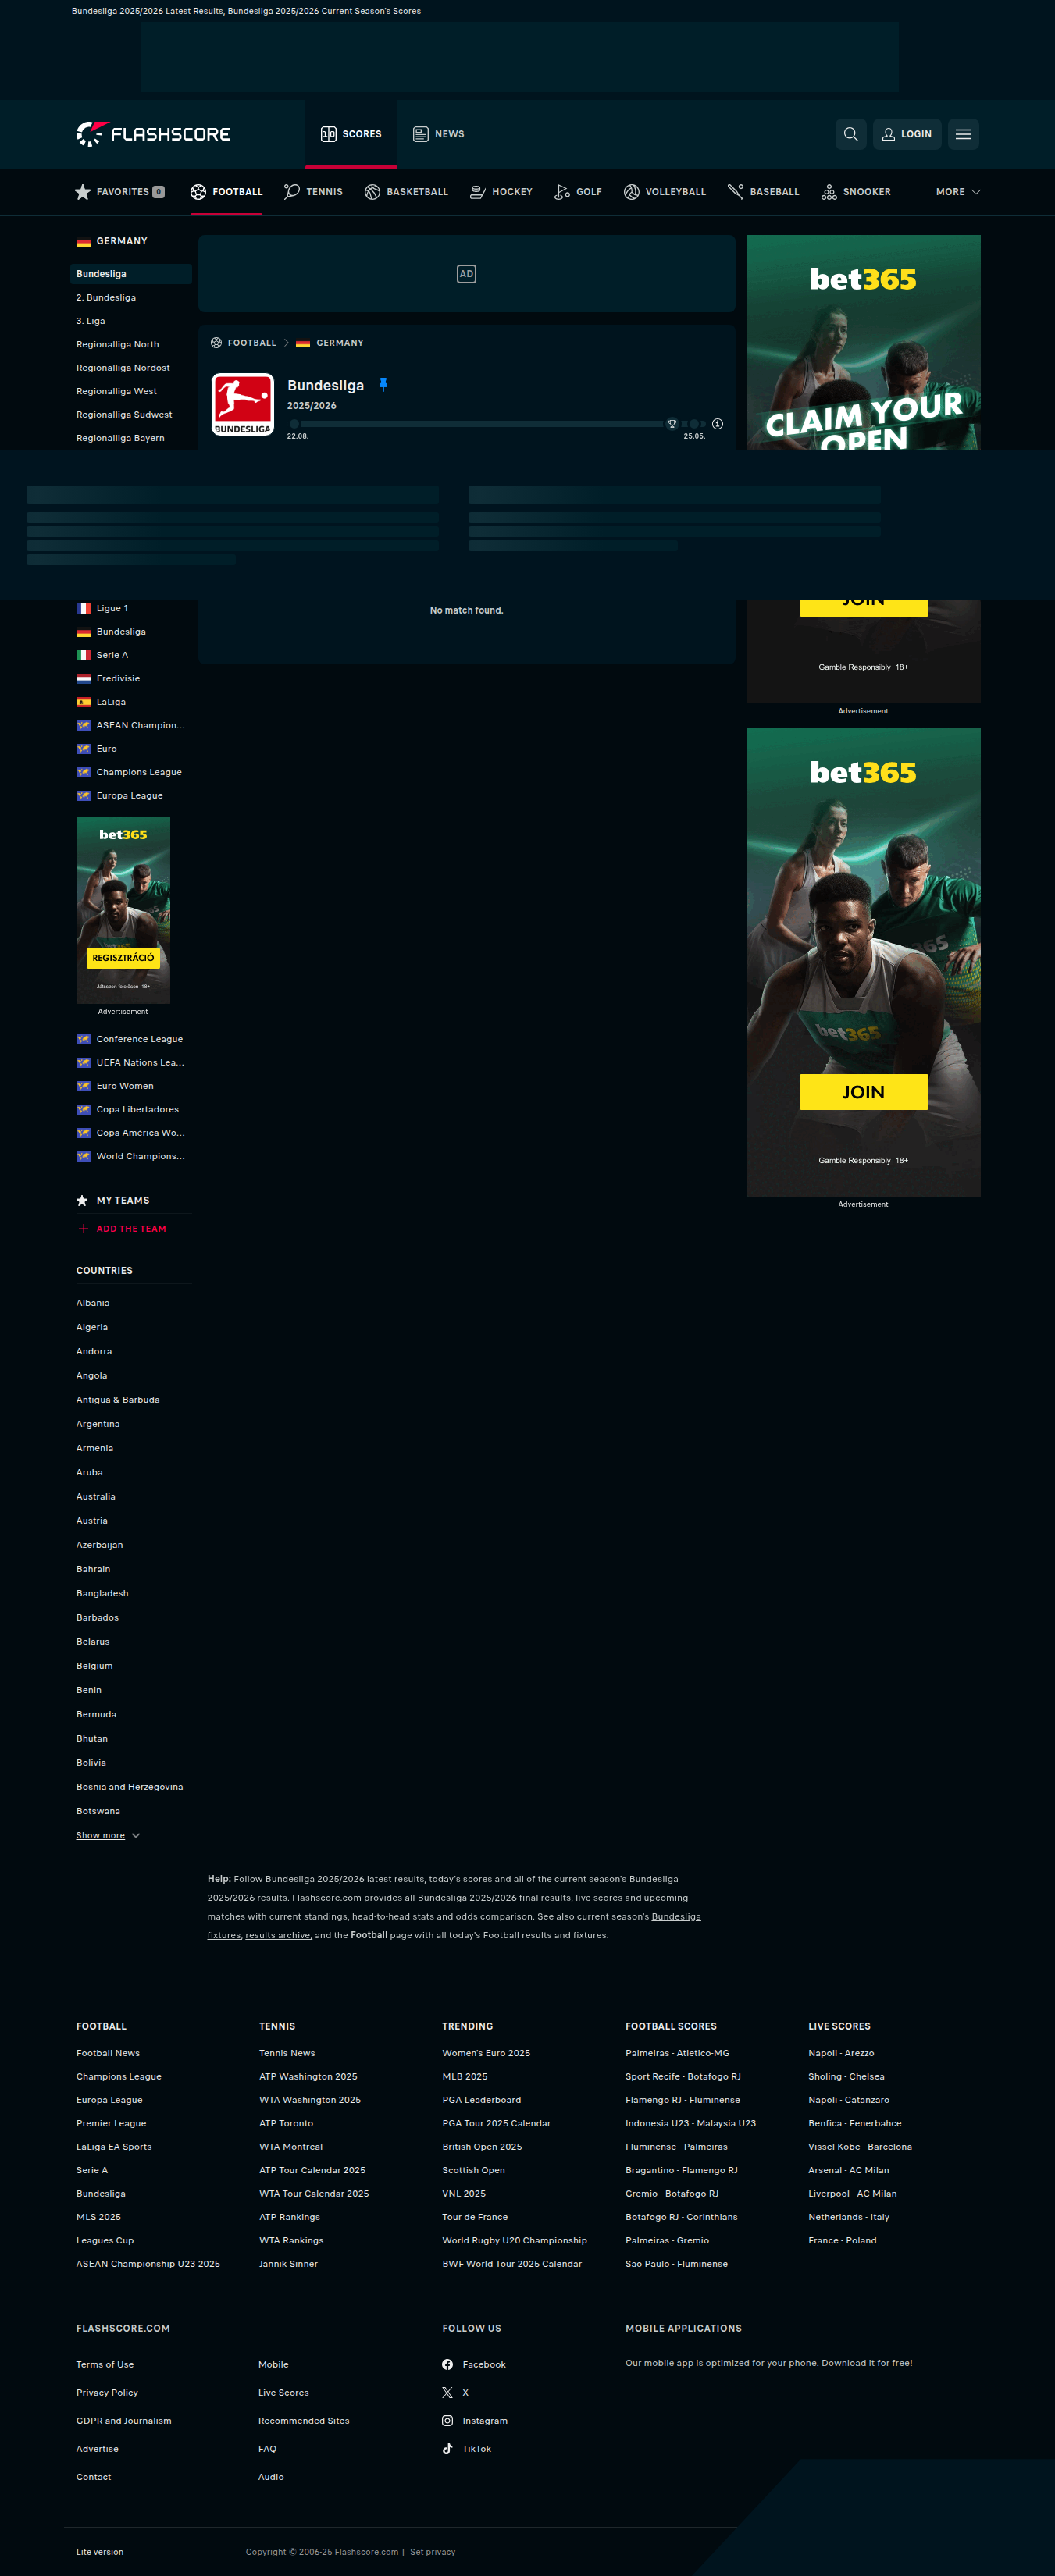 Bundesliga 2025/2026 Latest Results, Bundesliga 2025/2026 Current Season's Scores
FLASHSCORE
SCORES
NEWS
LOGIN
FAVORITES 0
FOOTBALL
TENNIS
BASKETBALL
HOCKEY
GOLF
VOLLEYBALL
BASEBALL
SNOOKER
MORE
GERMANY
Bundesliga
2. Bundesliga
3. Liga
Regionalliga North
Regionalliga Nordost
Regionalliga West
Regionalliga Sudwest
Regionalliga Bayern
AD
FOOTBALL
GERMANY
BUNDESLIGA
Bundesliga
2025/2026
22.08.
25.05.
bet365
CLAIM YOUR
OPEN
Ligue 1
Bundesliga
Serie A
Eredivisie
LaLiga
ASEAN Champion...
Euro
Champions League
Europa League
No match found.
JOIN
Gamble Responsibly 18+
Advertisement
bet365
JOIN
Gamble Responsibly 18+
Advertisement
bet365
REGISZTRÁCIÓ
Játsszon felelősen 18+
Advertisement
Conference League
UEFA Nations Lea...
Euro Women
Copa Libertadores
Copa América Wo...
World Champions...
MY TEAMS
ADD THE TEAM
COUNTRIES
Albania
Algeria
Andorra
Angola
Antigua & Barbuda
Argentina
Armenia
Aruba
Australia
Austria
Azerbaijan
Bahrain
Bangladesh
Barbados
Belarus
Belgium
Benin
Bermuda
Bhutan
Bolivia
Bosnia and Herzegovina
Botswana
Show more
Help: Follow Bundesliga 2025/2026 latest results, today's scores and all of the current season's Bundesliga
2025/2026 results. Flashscore.com provides all Bundesliga 2025/2026 final results, live scores and upcoming
matches with current standings, head-to-head stats and odds comparison. See also current season's Bundesliga
fixtures, results archive, and the Football page with all today's Football results and fixtures.
FOOTBALL
Football News
Champions League
Europa League
Premier League
LaLiga EA Sports
Serie A
Bundesliga
MLS 2025
Leagues Cup
ASEAN Championship U23 2025
TENNIS
Tennis News
ATP Washington 2025
WTA Washington 2025
ATP Toronto
WTA Montreal
ATP Tour Calendar 2025
WTA Tour Calendar 2025
ATP Rankings
WTA Rankings
Jannik Sinner
TRENDING
Women's Euro 2025
MLB 2025
PGA Leaderboard
PGA Tour 2025 Calendar
British Open 2025
Scottish Open
VNL 2025
Tour de France
World Rugby U20 Championship
BWF World Tour 2025 Calendar
FOOTBALL SCORES
Palmeiras - Atletico-MG
Sport Recife - Botafogo RJ
Flamengo RJ - Fluminense
Indonesia U23 - Malaysia U23
Fluminense - Palmeiras
Bragantino - Flamengo RJ
Gremio - Botafogo RJ
Botafogo RJ - Corinthians
Palmeiras - Gremio
Sao Paulo - Fluminense
LIVE SCORES
Napoli - Arezzo
Sholing - Chelsea
Napoli - Catanzaro
Benfica - Fenerbahce
Vissel Kobe - Barcelona
Arsenal - AC Milan
Liverpool - AC Milan
Netherlands - Italy
France - Poland
FLASHSCORE.COM
Terms of Use
Privacy Policy
GDPR and Journalism
Advertise
Contact
Mobile
Live Scores
Recommended Sites
FAQ
Audio
FOLLOW US
Facebook
X
Instagram
TikTok
MOBILE APPLICATIONS
Our mobile app is optimized for your phone. Download it for free!
Lite version
Copyright © 2006-25 Flashscore.com | Set privacy